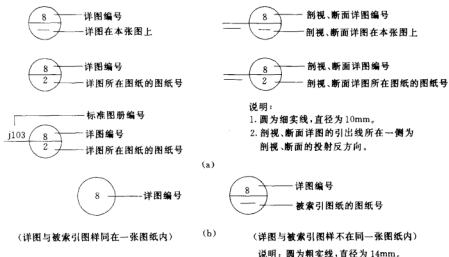 8
详图编号
—
详图在本张图上
8
剖视、断面详图编号
—
剖视、断面详图在本张图上
8
详图编号
2
详图所在图纸的图纸号
8
剖视、断面详图编号
2
剖视、断面详图所在图纸的图纸号
标准图册编号
j103
8
详图编号
2
详图所在图纸的图纸号
说明：
1. 圆为细实线，直径为10mm。
2. 剖视、断面详图的引出线所在一侧为
剖视、断面的投射反方向。
(a)
8
详图编号
8
详图编号
—
被索引图纸的图纸号
(详图与被索引图样同在一张图纸内)
(b)
(详图与被索引图样不在同一张图纸内)
说明：圆为粗实线，直径为14mm。